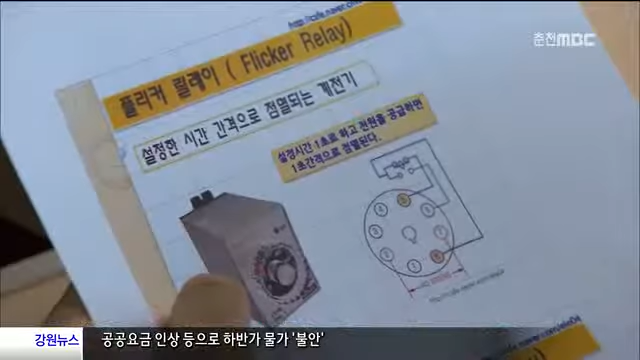 http://cafe.naver.com
춘천MBC
플리커 릴레이 ( Flicker Relay)
설정한 시간 간격으로 점멸되는 계전기
설정시간 1초로 하고 전원을 공급하면
1초간격으로 점멸된다.
강원뉴스
공공요금 인상 등으로 하반기 물가 '불안'